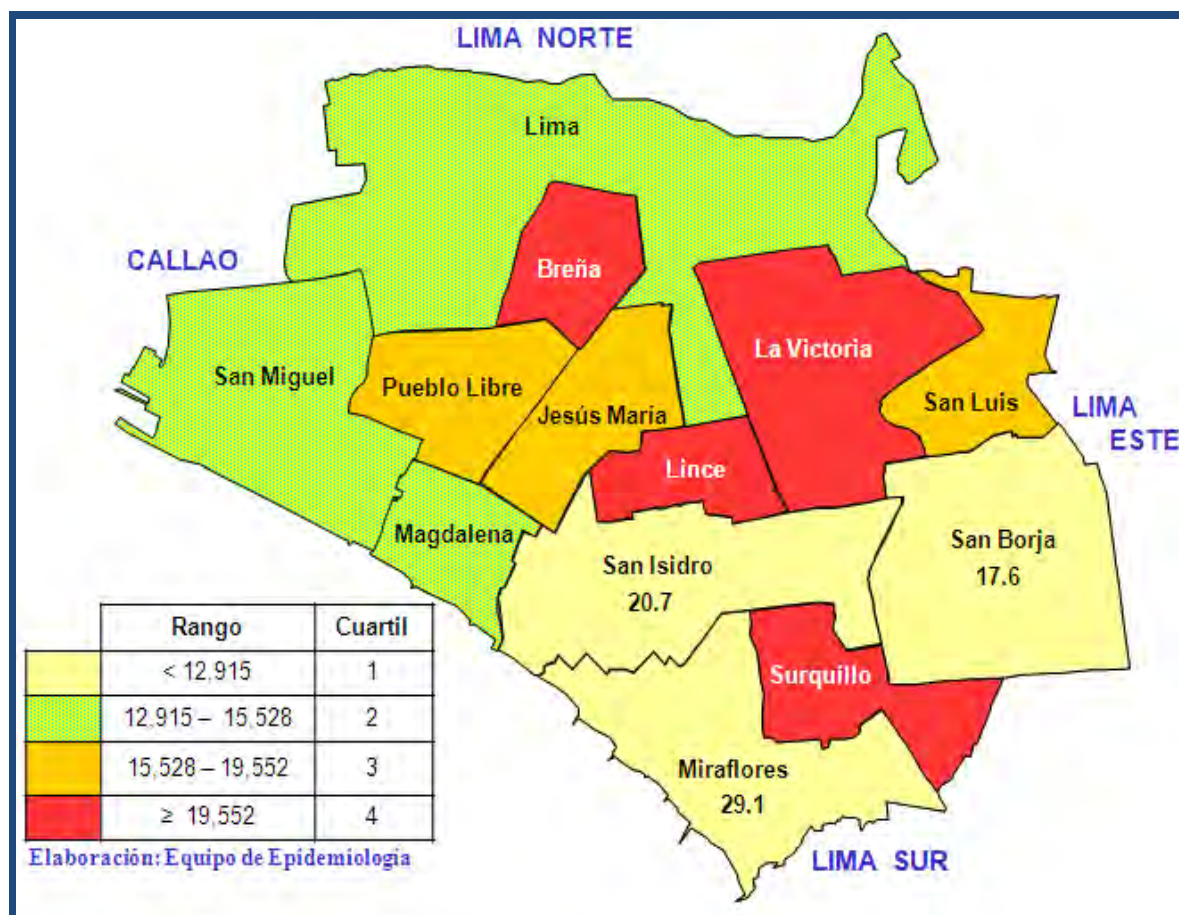 LIMA NORTE
Lima
Breña
CALLAO
La Victoria
San Miguel
Pueblo Libre
Jesús María
San Luis
LIMA
ESTE
Lince
Magdalena
San Isidro
20.7
San Borja
17.6
Surquillo
Miraflores
29.1
LIMA SUR
Rango Cuartil
< 12,915 1
12,915 – 15,528 2
15,528 – 19,552 3
≥ 19,552 4
Elaboración: Equipo de Epidemiología